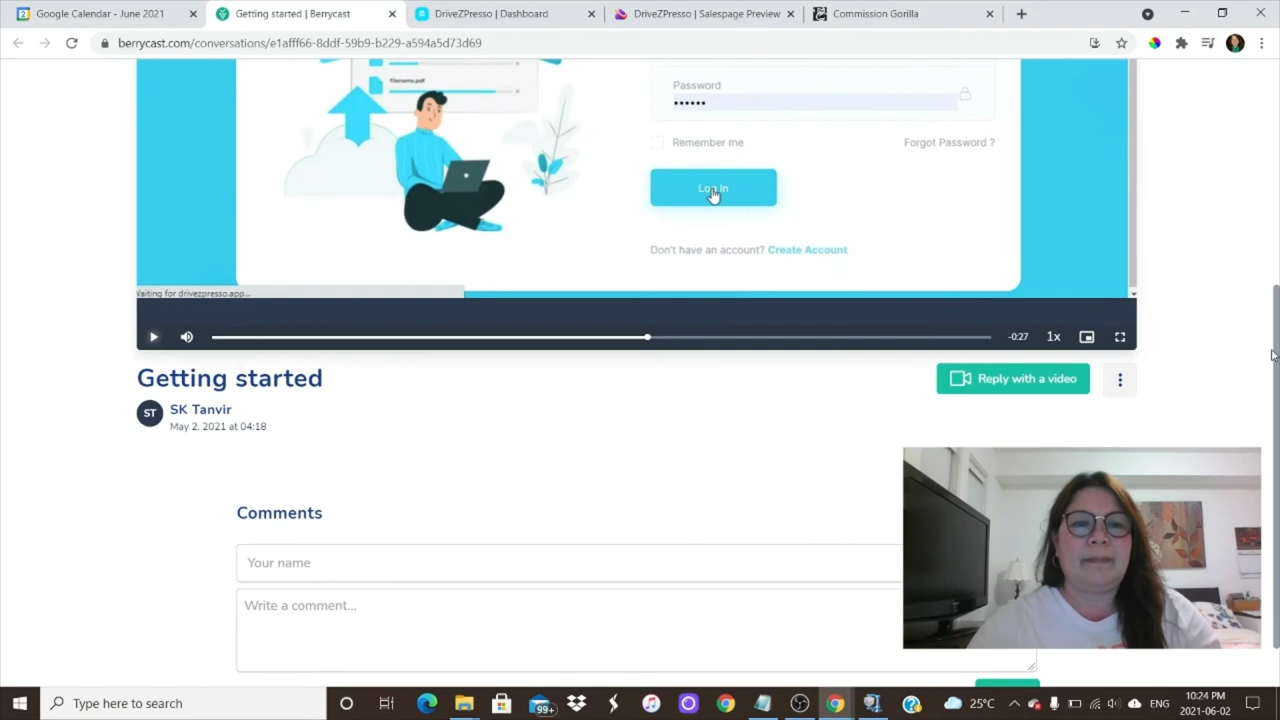 Google Calendar - June 2021
Getting started | Berrycast
DriveZPresso | Dashboard
DriveZPresso | Salespage Preview
Commission Gorilla
berrycast.com/conversations/e1afff66-8ddf-59b9-b229-a594a5d73d69
Filename.pdf
Password
••••••
Remember me
Forgot Password ?
Log In
Don't have an account? Create Account
Waiting for drivezpresso.app...
-0:27
1x
Getting started
Reply with a video
ST
SK Tanvir
May 2, 2021 at 04:18
Comments
Your name
Write a comment...
Type here to search
99+
25°C
ENG
10:24 PM
2021-06-02